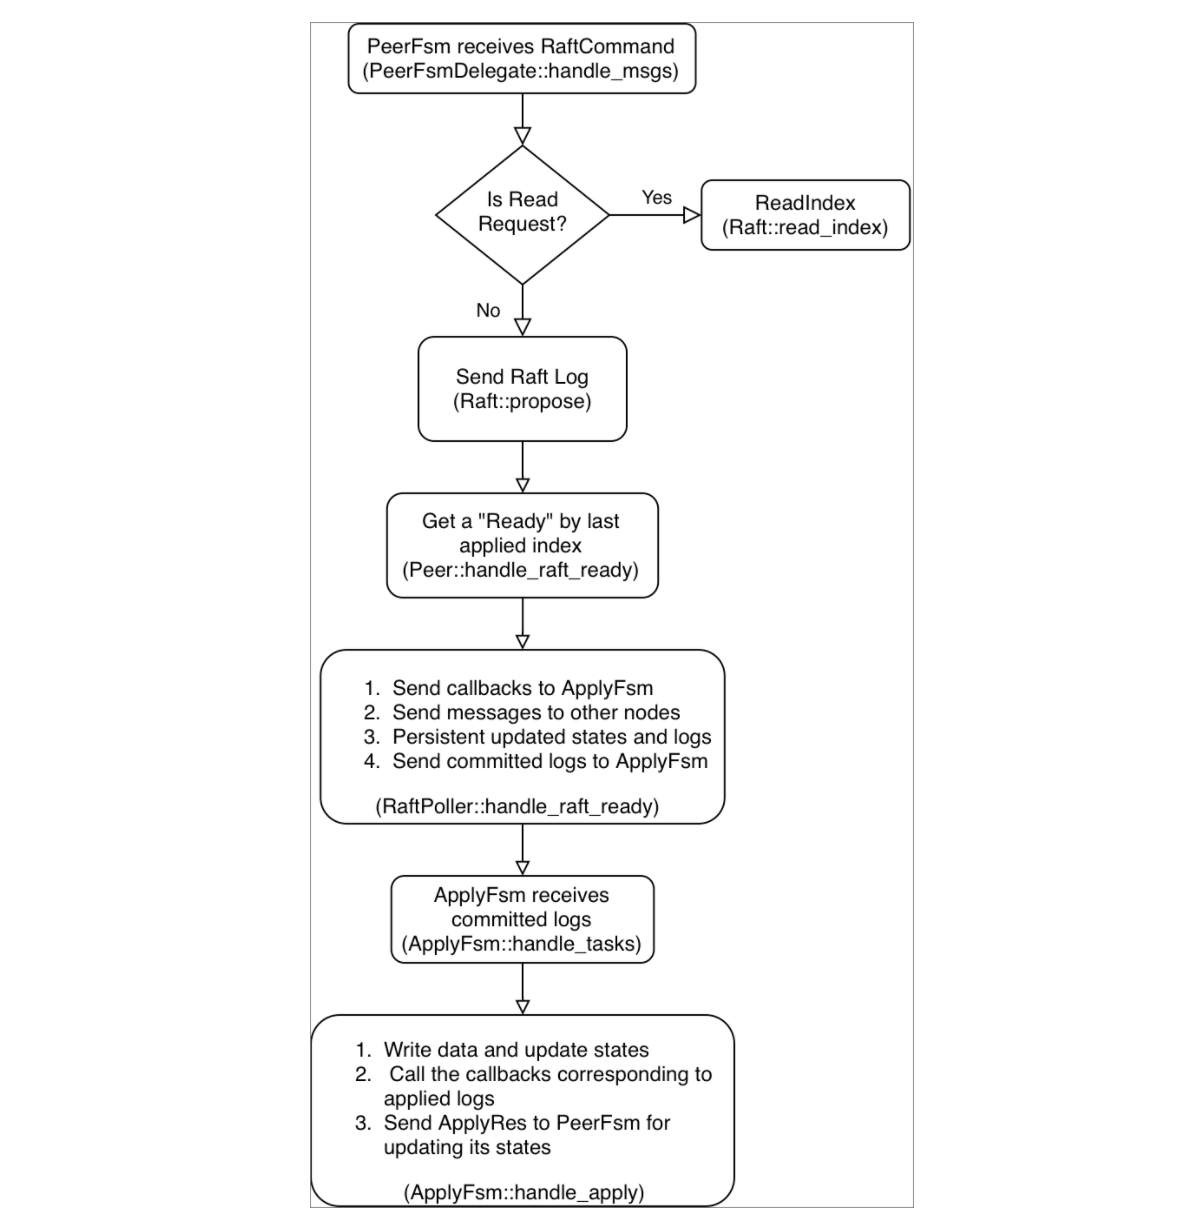 PeerFsm receives RaftCommand
(PeerFsmDelegate::handle_msgs)
Is Read
Request?
Yes
ReadIndex
(Raft::read_index)
No
Send Raft Log
(Raft::propose)
Get a "Ready" by last
applied index
(Peer::handle_raft_ready)
1. Send callbacks to ApplyFsm
2. Send messages to other nodes
3. Persistent updated states and logs
4. Send committed logs to ApplyFsm
(RaftPoller::handle_raft_ready)
ApplyFsm receives
committed logs
(ApplyFsm::handle_tasks)
1. Write data and update states
2. Call the callbacks corresponding to
applied logs
3. Send ApplyRes to PeerFsm for
updating its states
(ApplyFsm::handle_apply)